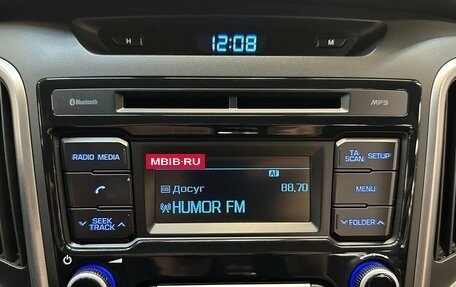 H 12:08 M
Bluetooth MP3
RADIO MEDIA MBIB-RU TA SCAN SETUP
AF
Досуг 88,70
HUMOR FM
MENU
SEEK TRACK
FOLDER